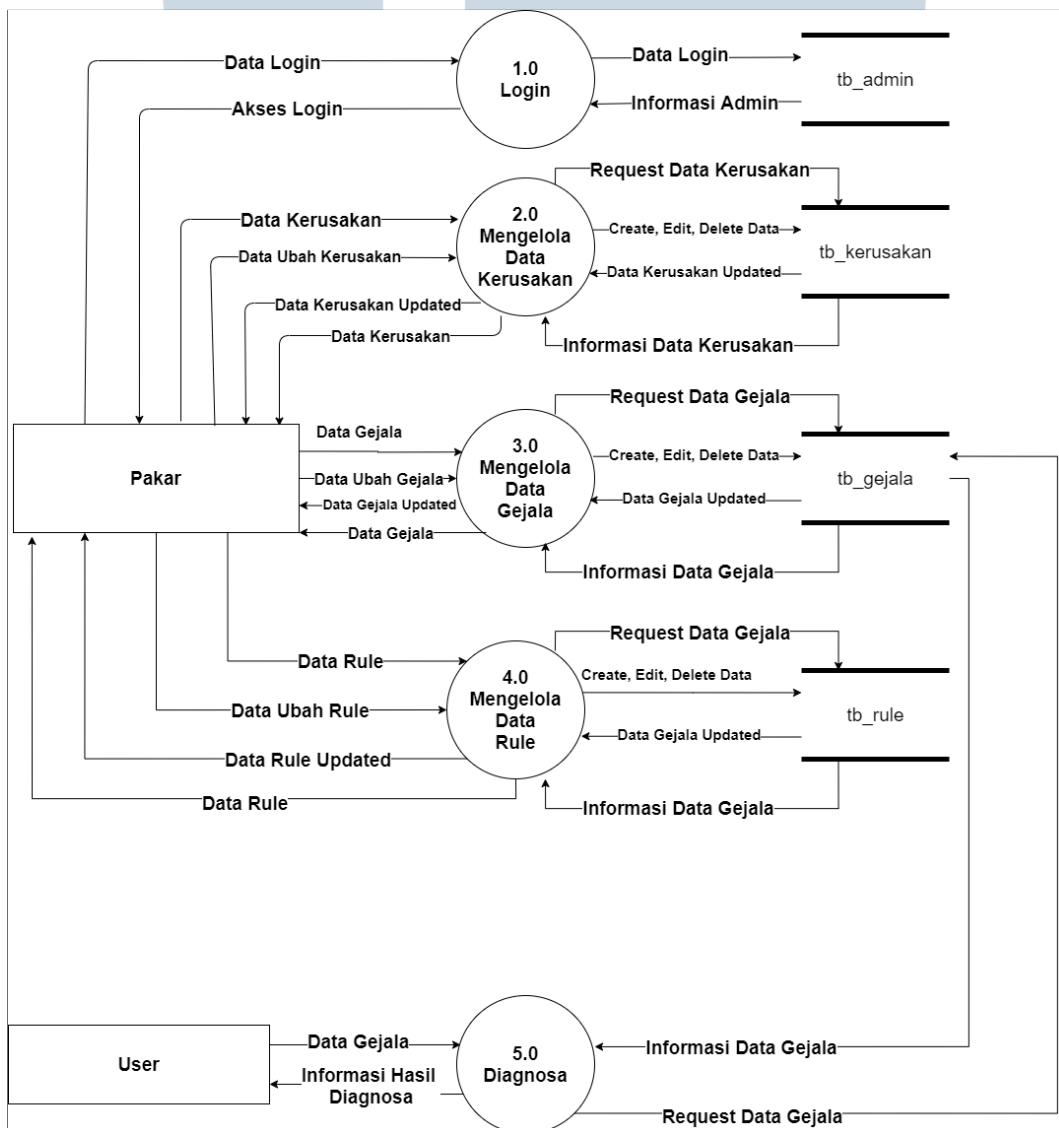 Data Login
1.0
Login
Data Login
tb_admin
Akses Login
Informasi Admin
Request Data Kerusakan
Data Kerusakan
2.0
Mengelola
Data
Kerusakan
Create, Edit, Delete Data
tb_kerusakan
Data Ubah Kerusakan
Data Kerusakan Updated
Data Kerusakan Updated
Data Kerusakan
Informasi Data Kerusakan
Request Data Gejala
Data Gejala
3.0
Mengelola
Data
Gejala
Create, Edit, Delete Data
Pakar
Data Ubah Gejala
tb_gejala
Data Gejala Updated
Data Gejala Updated
Data Gejala
Informasi Data Gejala
Request Data Gejala
Data Rule
4.0
Mengelola
Data
Rule
Create, Edit, Delete Data
Data Ubah Rule
tb_rule
Data Gejala Updated
Data Rule Updated
Data Rule
Informasi Data Gejala
User
Data Gejala
5.0
Diagnosa
Informasi Data Gejala
Informasi Hasil
Diagnosa
Request Data Gejala